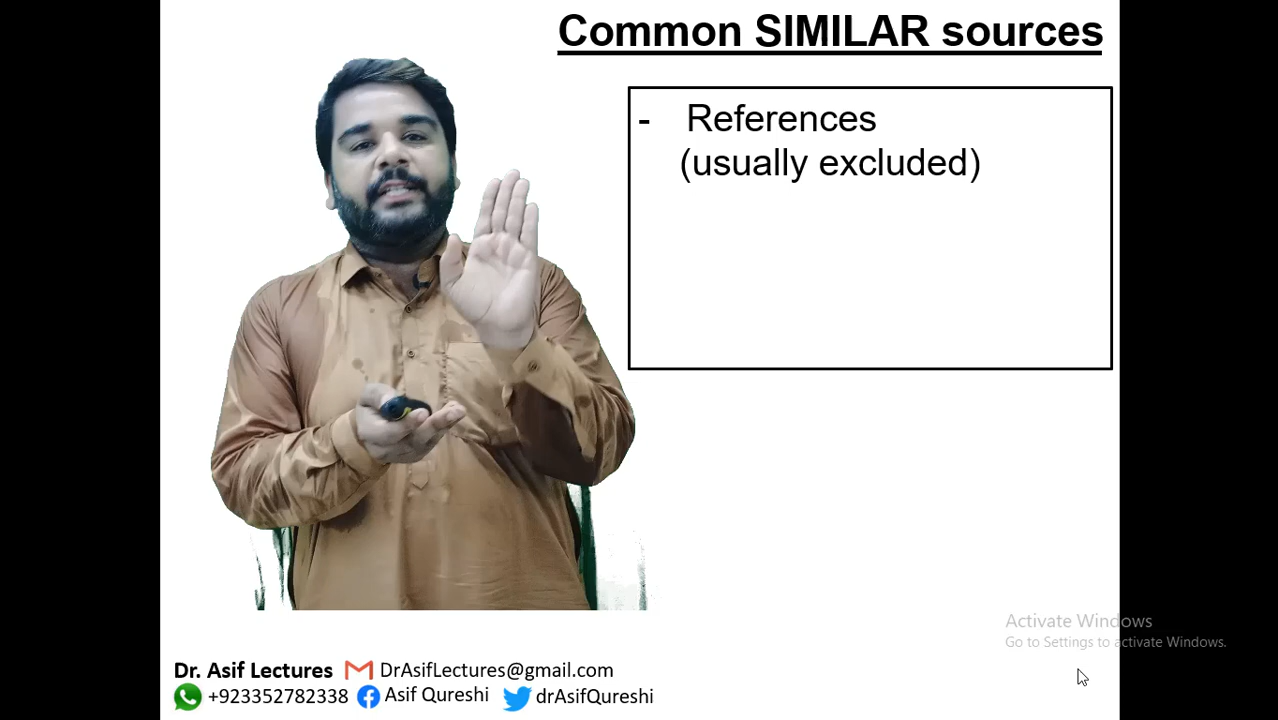 Common SIMILAR sources
- References
(usually excluded)
Activate Windows
Go to Settings to activate Windows.
Dr. Asif Lectures DrAsifLectures@gmail.com
+923352782338 Asif Qureshi drAsifQureshi